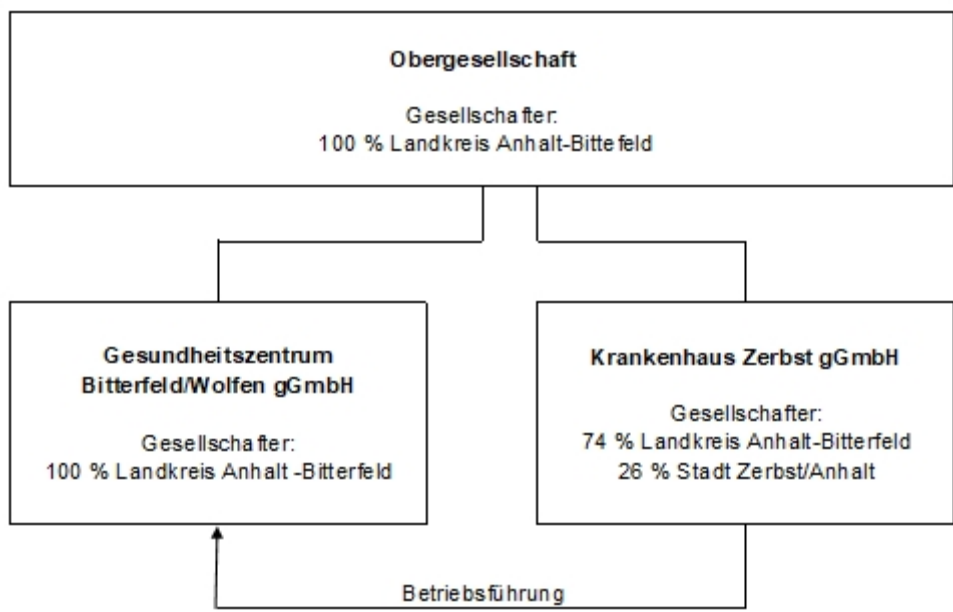 Obergesellschaft
Gesellschafter:
100 % Landkreis Anhalt-Bittefeld
Gesundheitszentrum
Bitterfeld/Wolfen gGmbH
Gesellschafter:
100 % Landkreis Anhalt -Bitterfeld
Krankenhaus Zerbst gGmbH
Gesellschafter:
74 % Landkreis Anhalt-Bitterfeld
26 % Stadt Zerbst/Anhalt
Betriebsführung